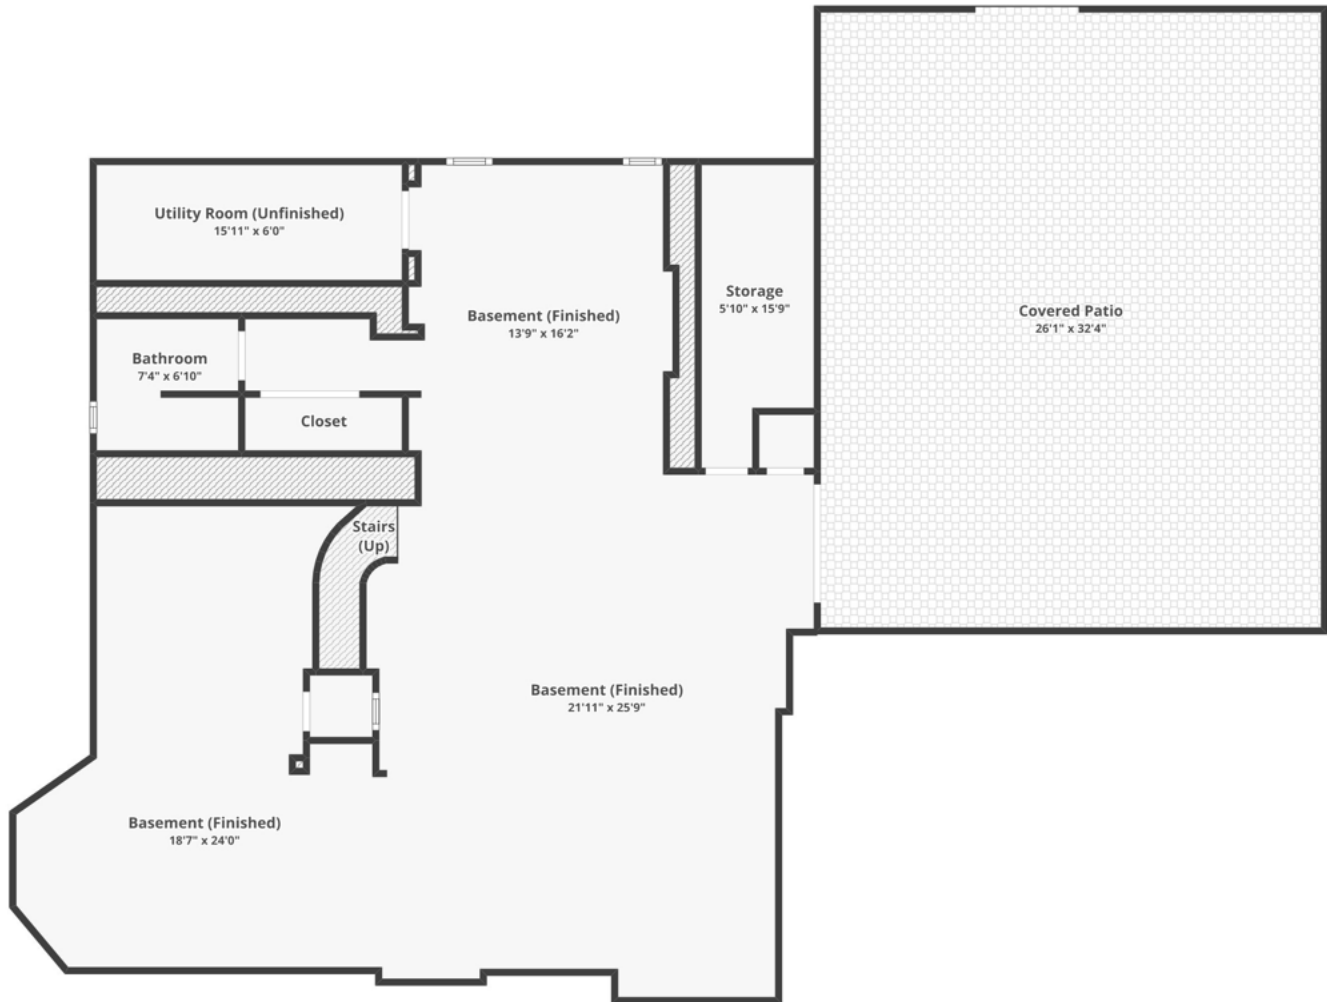 Utility Room (Unfinished)
15'11" x 6'0"
Basement (Finished)
13'9" x 16'2"
Storage
5'10" x 15'9"
Covered Patio
26'1" x 32'4"
Bathroom
7'4" x 6'10"
Closet
Stairs
(Up)
Basement (Finished)
21'11" x 25'9"
Basement (Finished)
18'7" x 24'0"